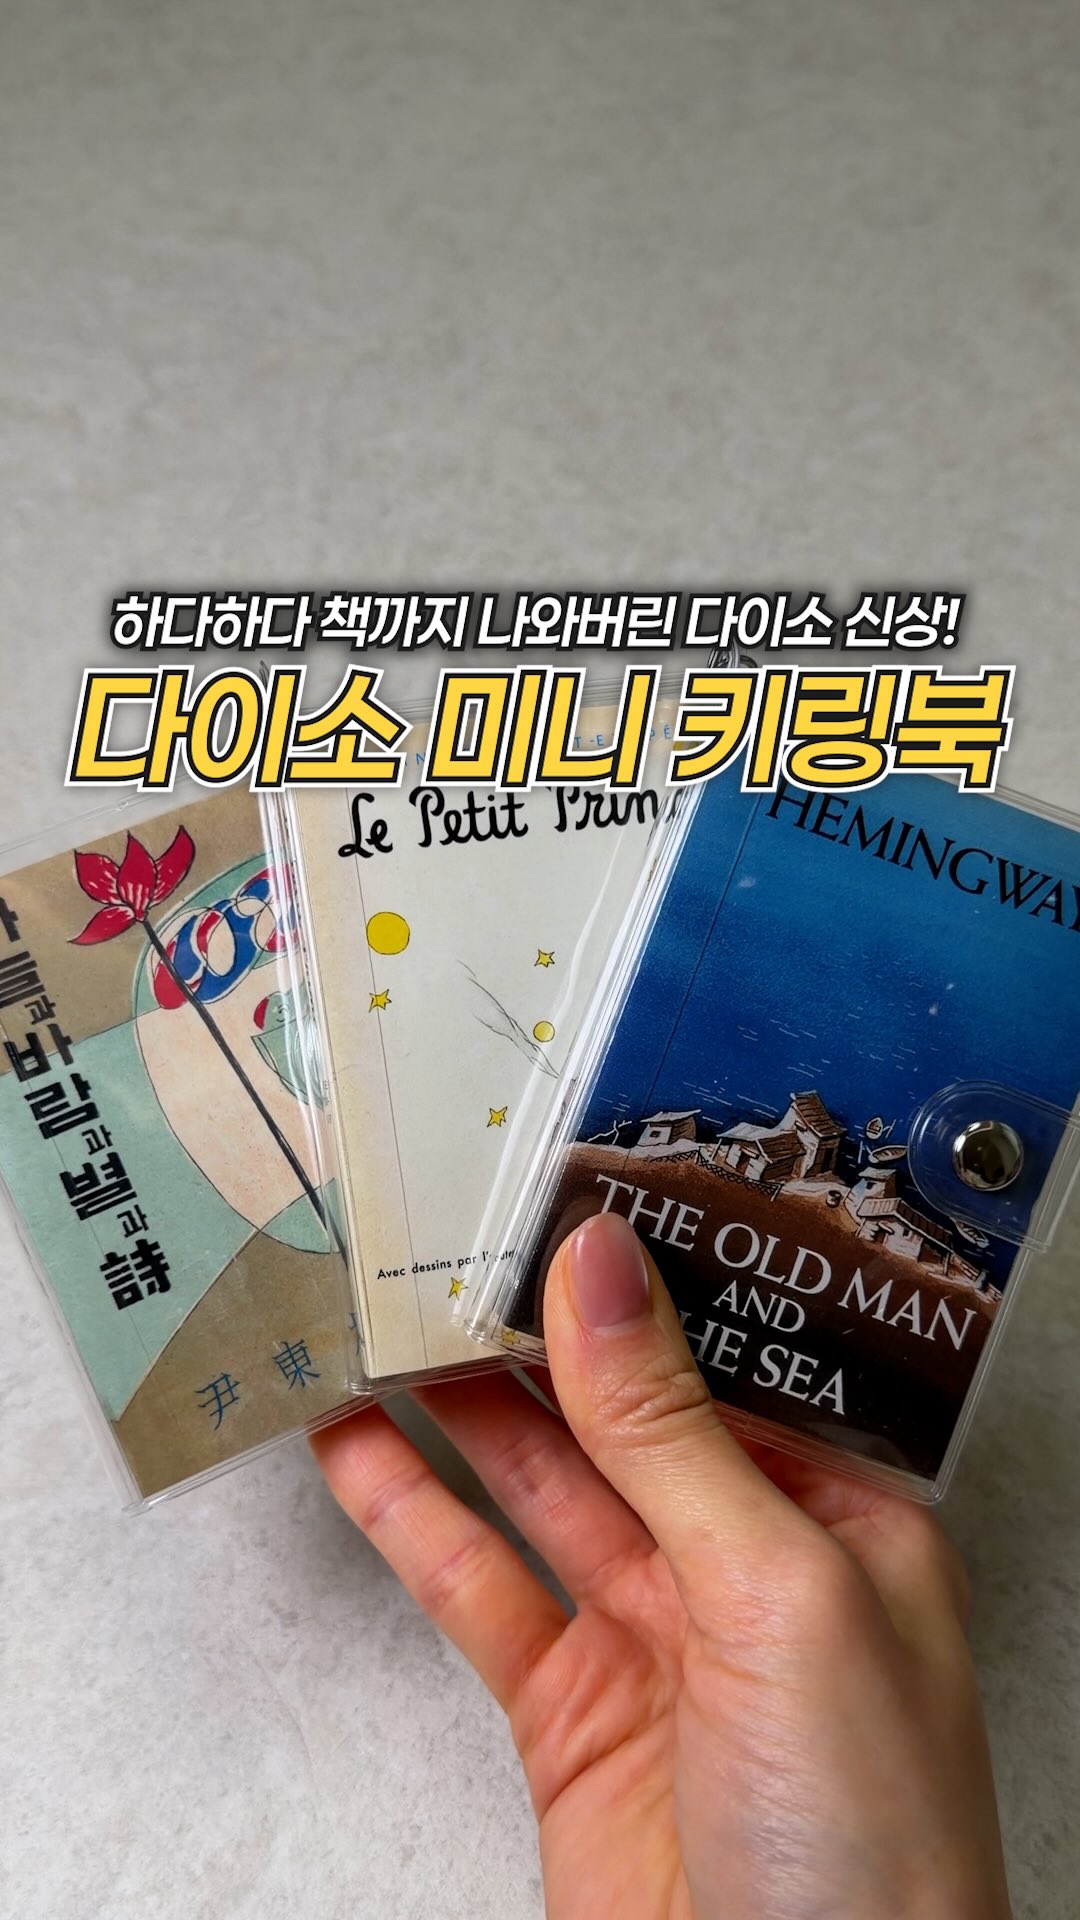 하다하다 책까지 나와버린 다이소 신상!
다이소 미니 키링북
들과
바람과
별과
詩
尹東
Le Petit Prin
Avec dessins par l'
HEMINGWAY
THE OLD MAN
AND
HE SEA